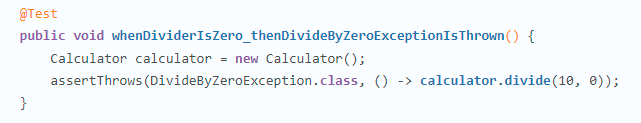 @Test
public void whenDividerIsZero_thenDivideByZeroExceptionIsThrown() {
    Calculator calculator = new Calculator();
    assertThrows(DivideByZeroException.class, () -> calculator.divide(10, 0));
}